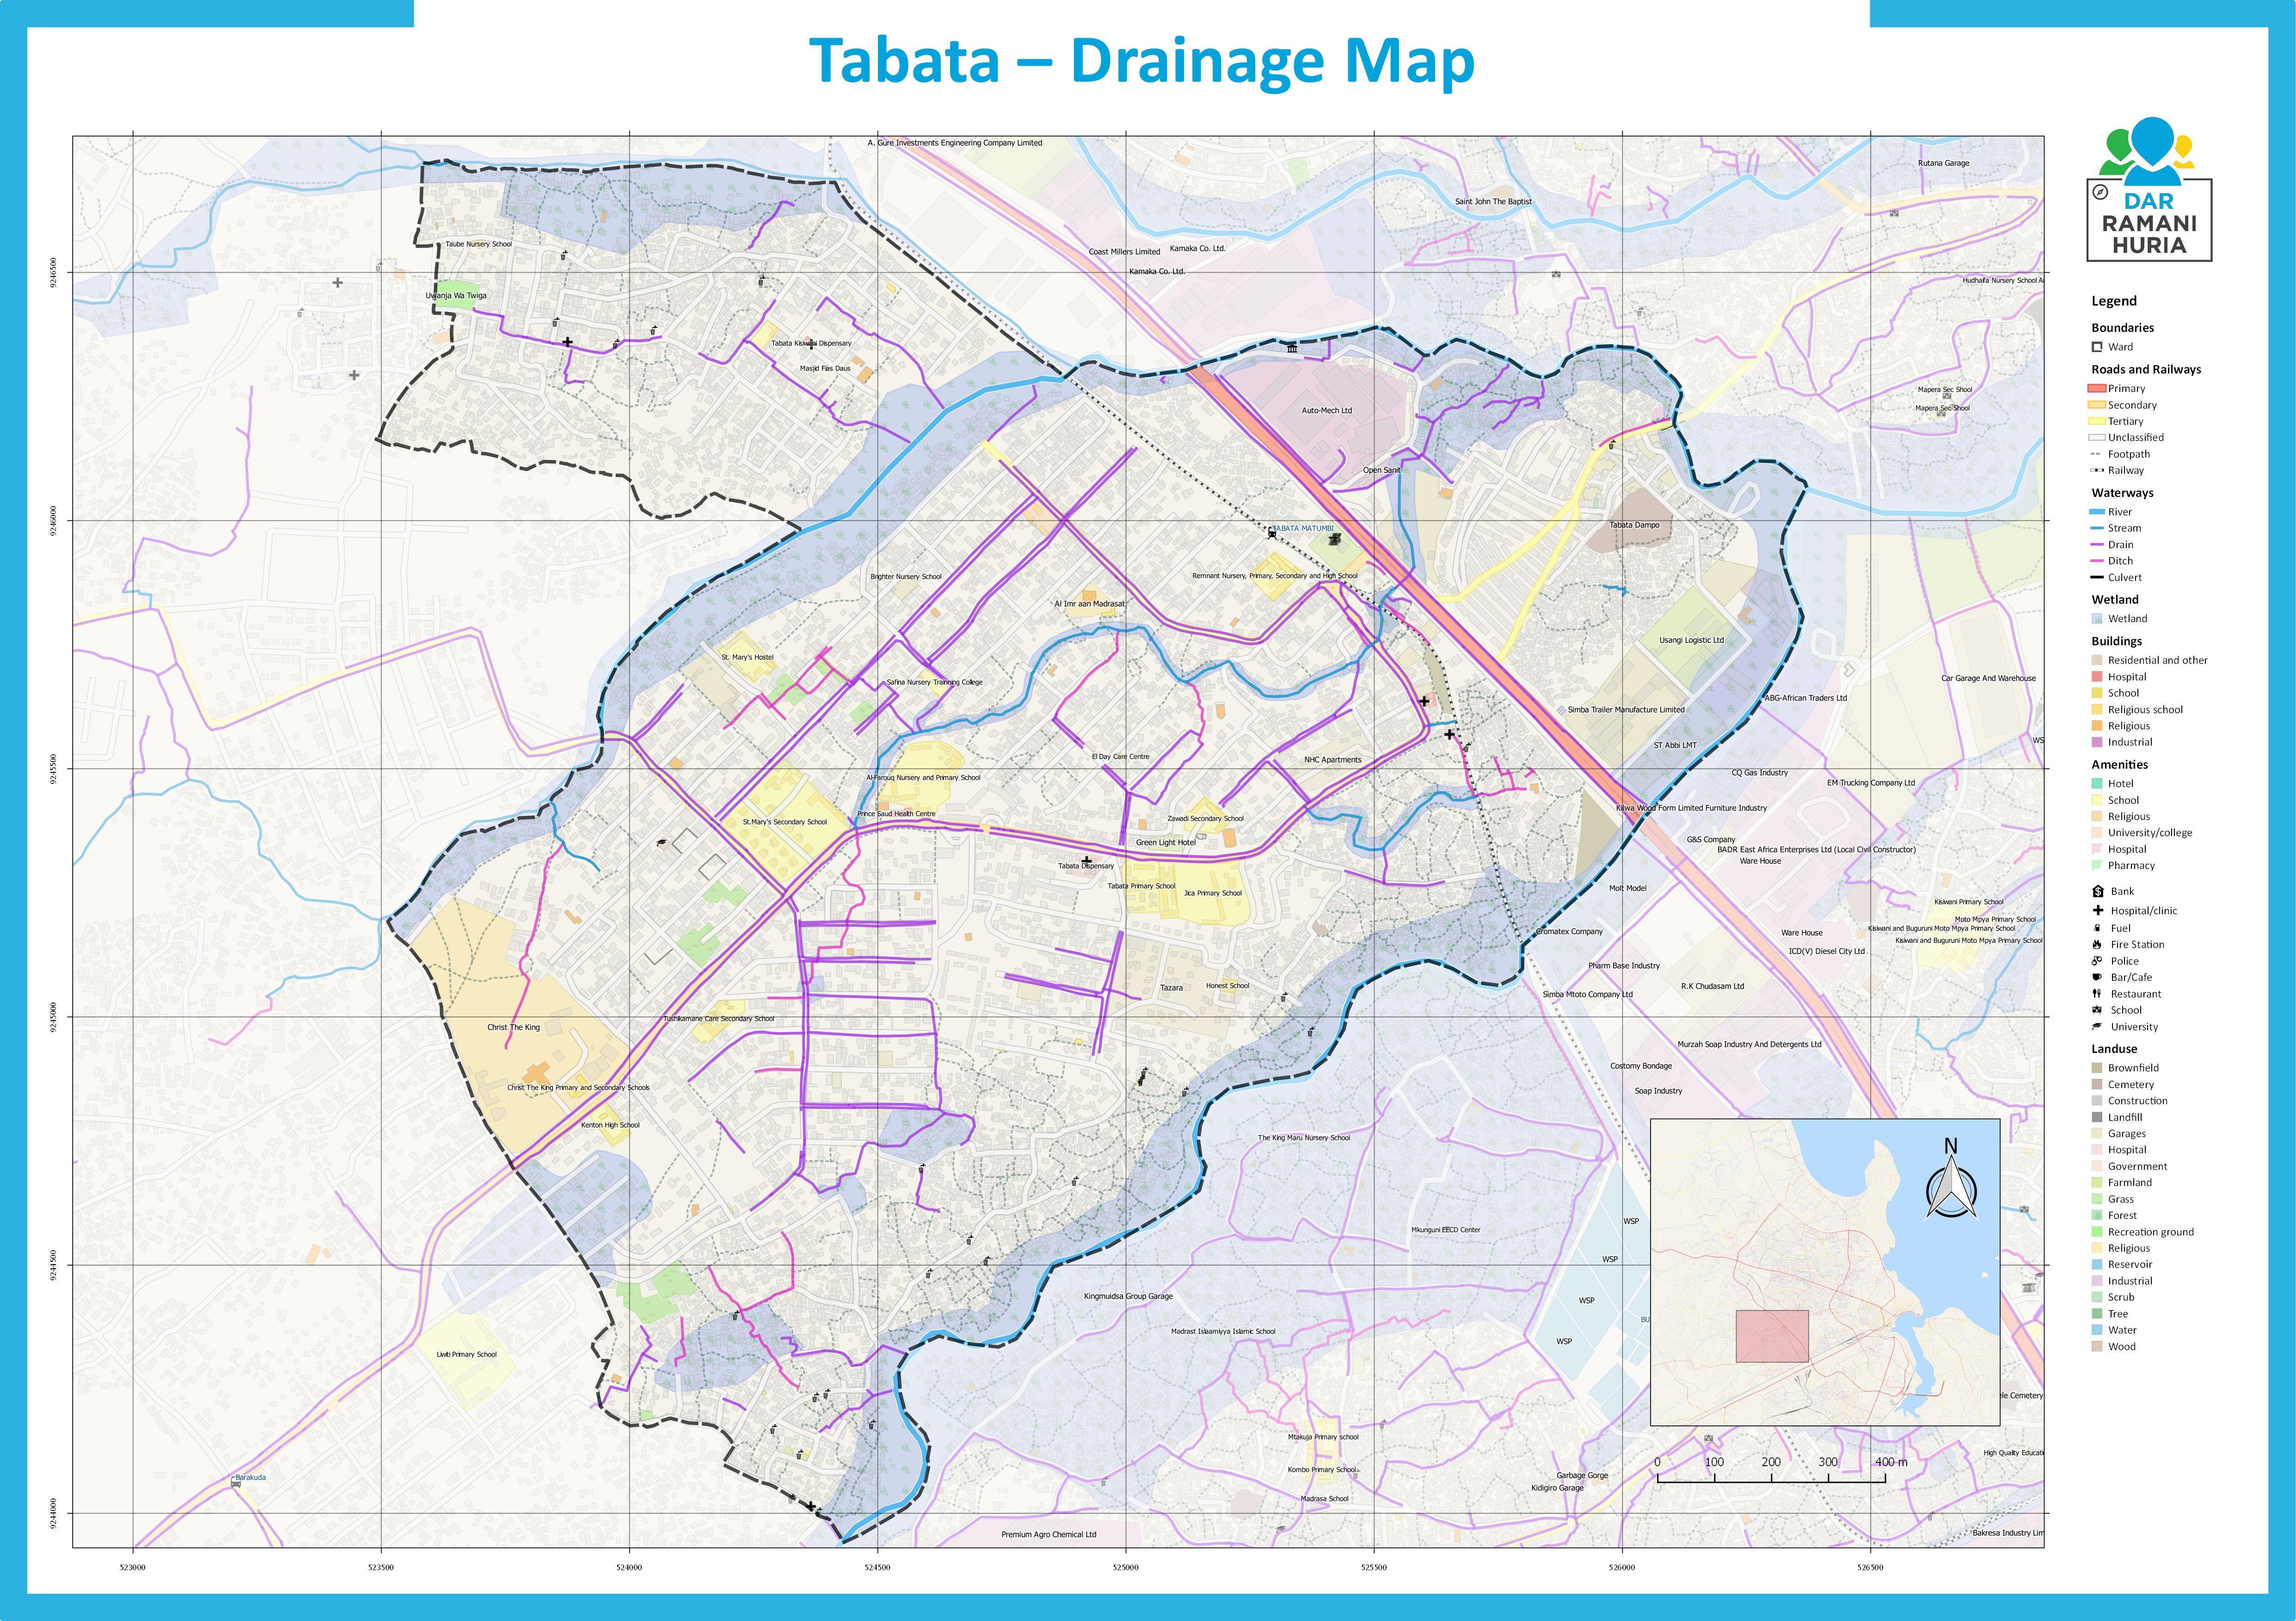 Tabata – Drainage Map
A. Gure Investments Engineering Company Limited
Rutana Garage
Saint John The Baptist
Taube Nursery School
Coast Millers Limited
Kamaka Co. Ltd.
Kamaka Co. Ltd.
Uwanja Wa Twiga
Tabata Kisiwani Dispensary
Masjid Fias Daus
Mapera Sec Shool
Mapera Sec Shool
Auto-Mech Ltd
Open Sanit
TABATA MATUMBI
Tabata Dampo
Brighter Nursery School
Remnant Nursery, Primary, Secondary and High School
Al Imr aan Madrasat
Usangi Logistic Ltd
St. Mary's Hostel
Safina Nursery Training College
Car Garage And Warehouse
ABG-African Traders Ltd
Simba Trailer Manufacture Limited
ST Abbi LMT
WS
El Day Care Centre
NHC Apartments
CQ Gas Industry
EM Trucking Company Ltd
Al-Farouq Nursery and Primary School
Kilwa Wood Form Limited Furniture Industry
Prince Saud Health Centre
St.Mary's Secondary School
Zawadi Secondary School
G&S Company
BADR East Africa Enterprises Ltd (Local Civil Constructor)
Green Light Hotel
Ware House
Tabata Dispensary
Tabata Primary School
Jica Primary School
Molt Model
Kisiwani Primary School
Moto Mpya Primary School
Kisiwani and Buguruni Moto Mpya Primary School
Kisiwani and Buguruni Moto Mpya Primary School
Cromatex Company
Ware House
ICD(V) Diesel City Ltd
Pharm Base Industry
Tazara
Honest School
R.K Chudasam Ltd
Simba Mtoto Company Ltd
Tushikamane Care Secondary School
Christ The King
Murzah Soap Industry And Detergents Ltd
Costomy Bondage
Soap Industry
Christ The King Primary and Secondary Schools
Kenton High School
The King Maru Nursery School
WSP
Mkunguni EECD Center
WSP
Kingmuidsa Group Garage
WSP
BU
Madrast Islaamiyya Islamic School
WSP
Liwiti Primary School
ele Cemetery
Mtakuja Primary school
Kombo Primary School
Garbage Gorge
Kidigiro Garage
Madrasa School
Barakuda
Premium Agro Chemical Ltd
Bakresa Industry Lim
N
0 100 200 300 400 m
523000 523500 524000 524500 525000 525500 526000 526500
9246500
9246000
9245500
9245000
9244500
9244000
DAR
RAMANI
HURIA
Legend
Boundaries
Ward
Roads and Railways
Primary
Secondary
Tertiary
Unclassified
Footpath
Railway
Waterways
River
Stream
Drain
Ditch
Culvert
Wetland
Wetland
Buildings
Residential and other
Hospital
School
Religious school
Religious
Industrial
Amenities
Hotel
School
Religious
University/college
Hospital
Pharmacy
Bank
Hospital/clinic
Fuel
Fire Station
Police
Bar/Cafe
Restaurant
School
University
Landuse
Brownfield
Cemetery
Construction
Landfill
Garages
Hospital
Government
Farmland
Grass
Forest
Recreation ground
Religious
Reservoir
Industrial
Scrub
Tree
Water
Wood